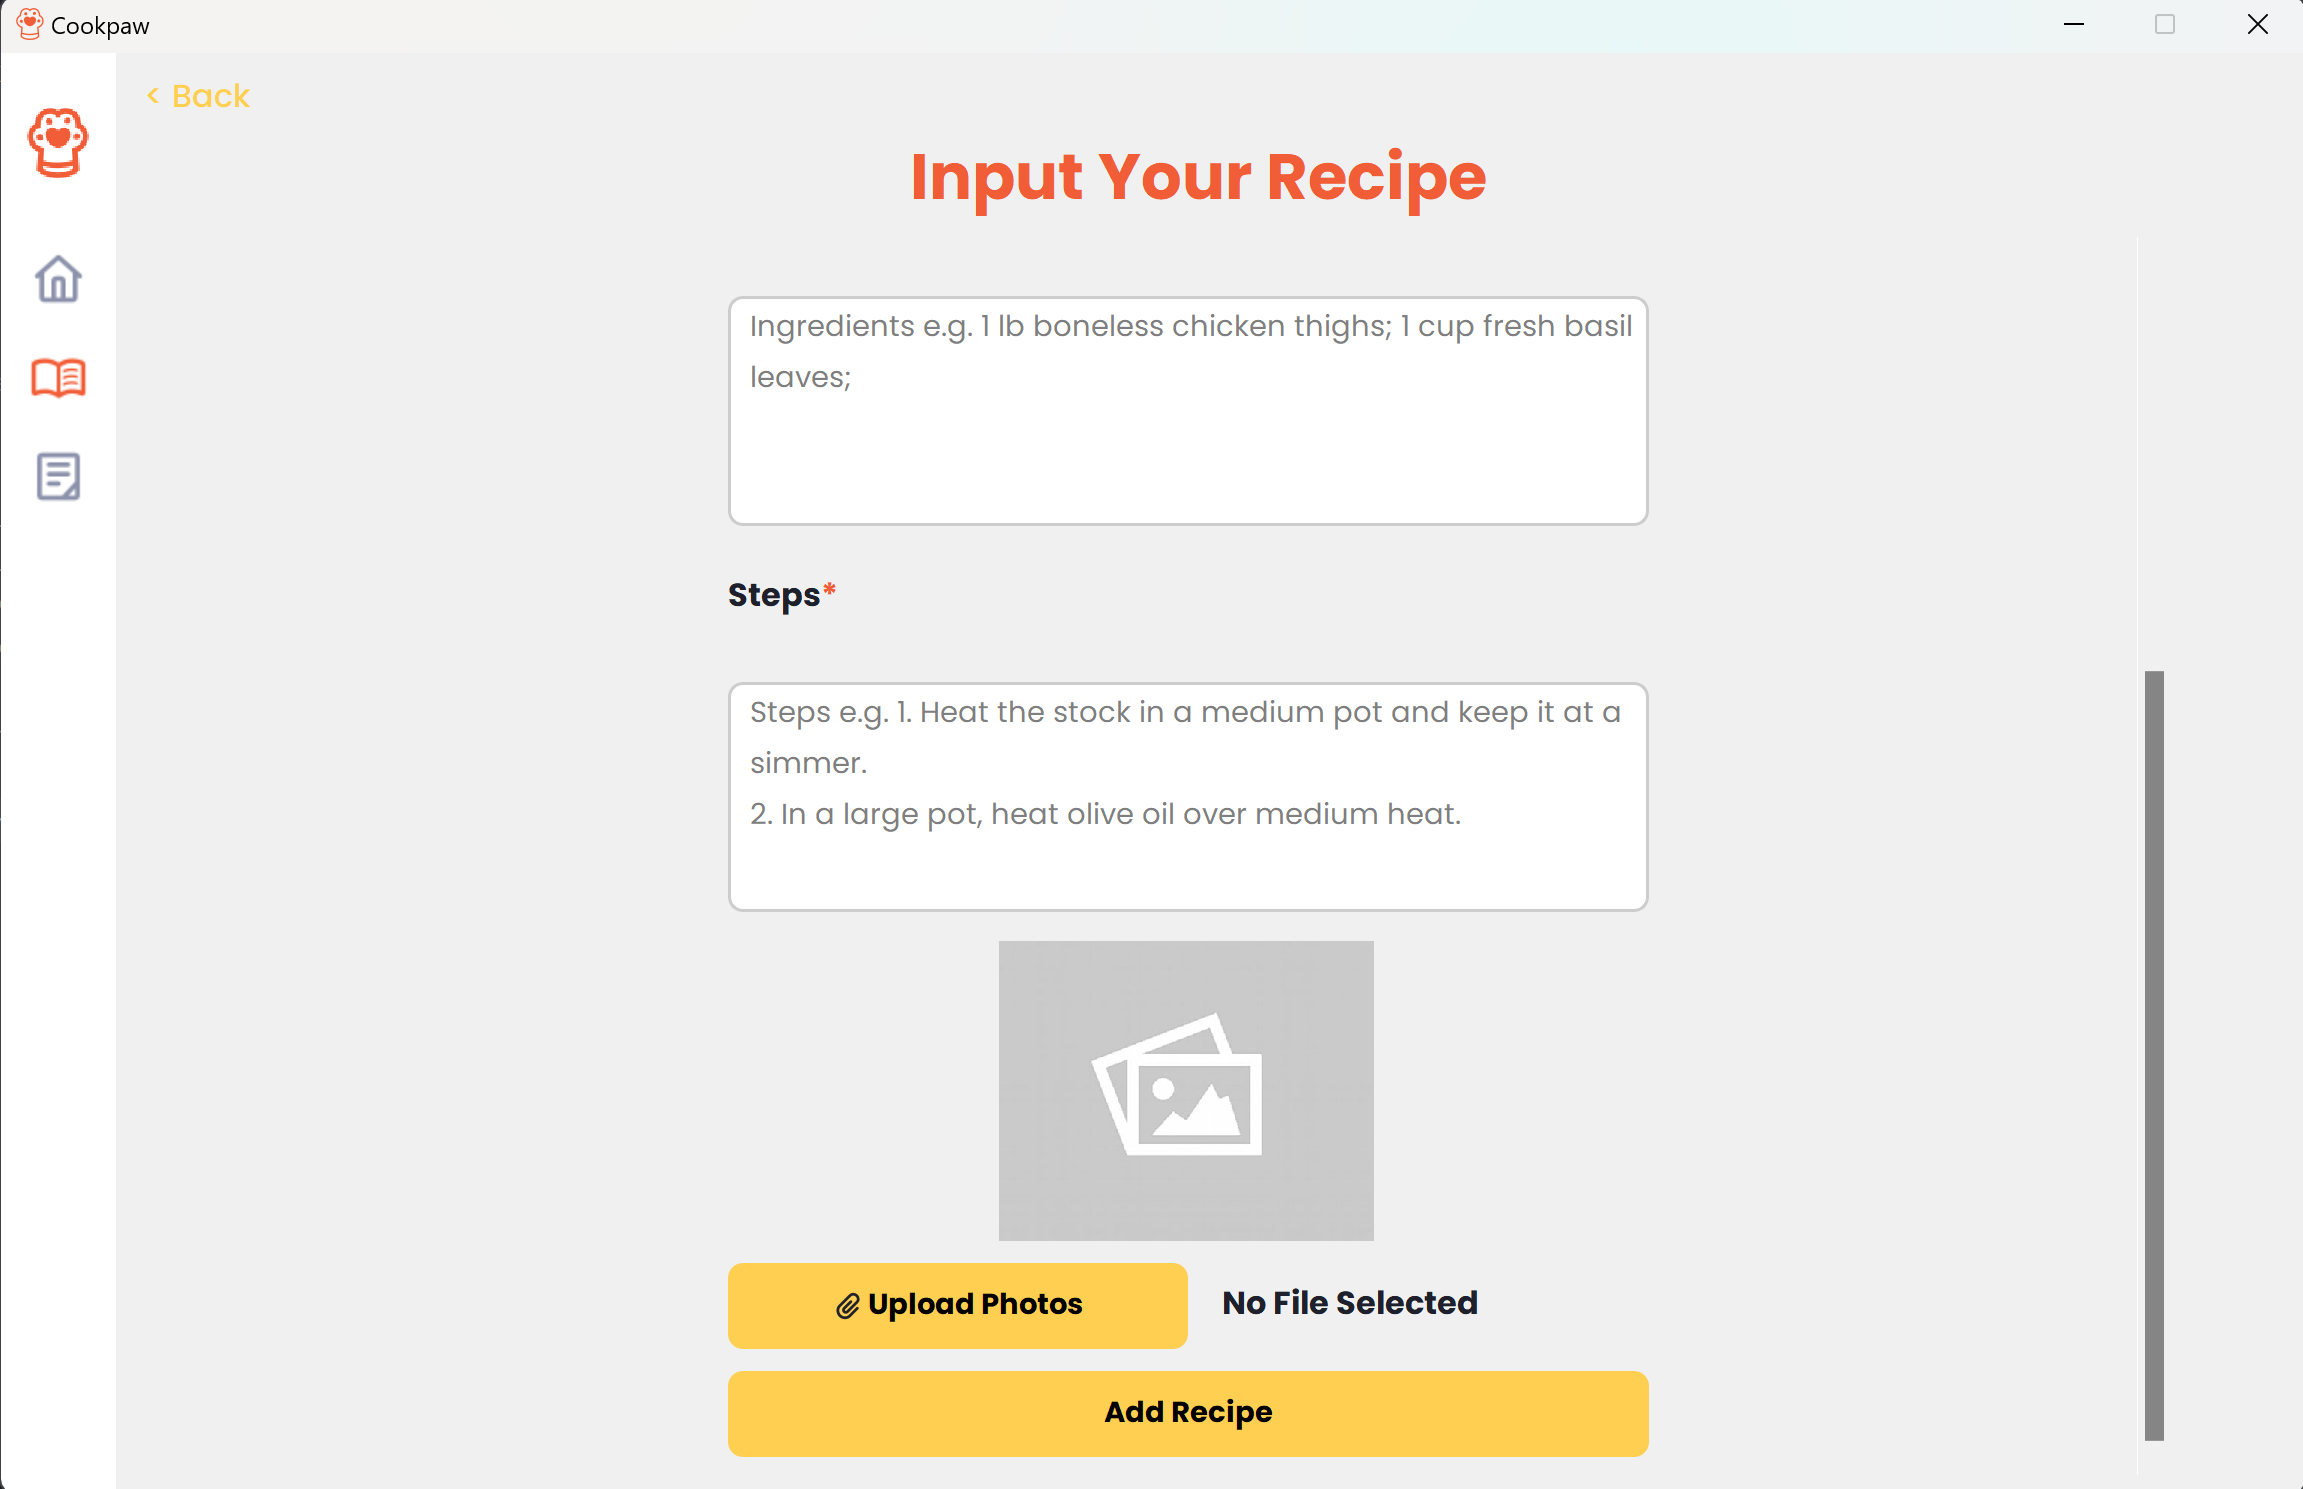 Cookpaw
< Back
Input Your Recipe
Ingredients e.g. 1 lb boneless chicken thighs; 1 cup fresh basil
leaves;
Steps*
Steps e.g. 1. Heat the stock in a medium pot and keep it at a
simmer.
2. In a large pot, heat olive oil over medium heat.
Upload Photos
No File Selected
Add Recipe